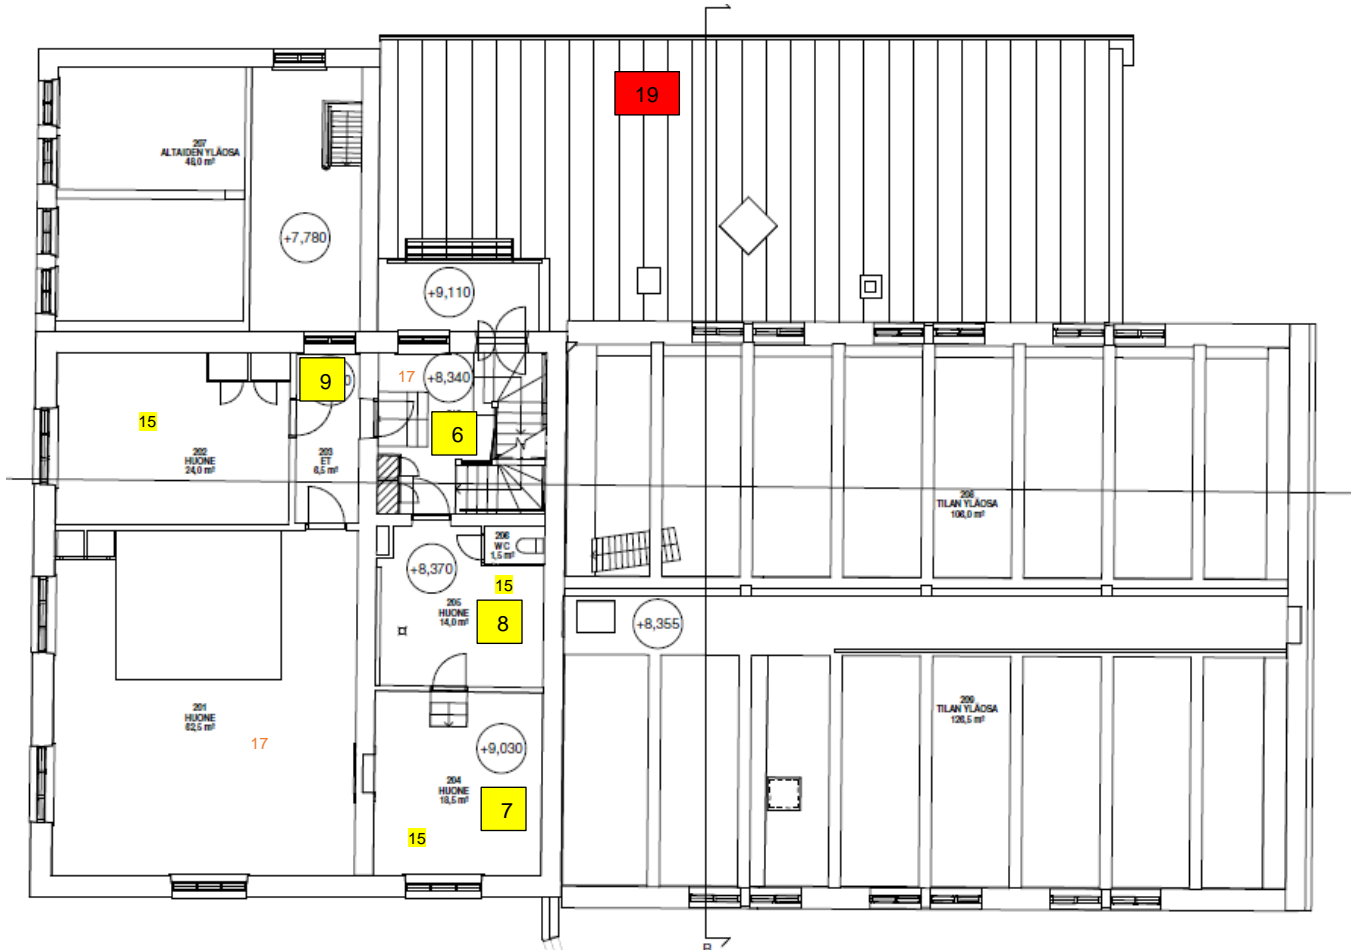 19
207
ALTAIDEN YLÄOSA
48,0 m²
+7,780
+9,110
9
17
+8,340
15
6
202
HUONE
24,0 m²
203
ET
6,5 m²
208
TILAN YLÄOSA
106,0 m²
206
WC
1,5 m²
+8,370
15
205
HUONE
14,0 m²
8
+8,355
201
HUONE
62,5 m²
17
209
TILAN YLÄOSA
126,5 m²
+9,030
204
HUONE
18,5 m²
7
15
B